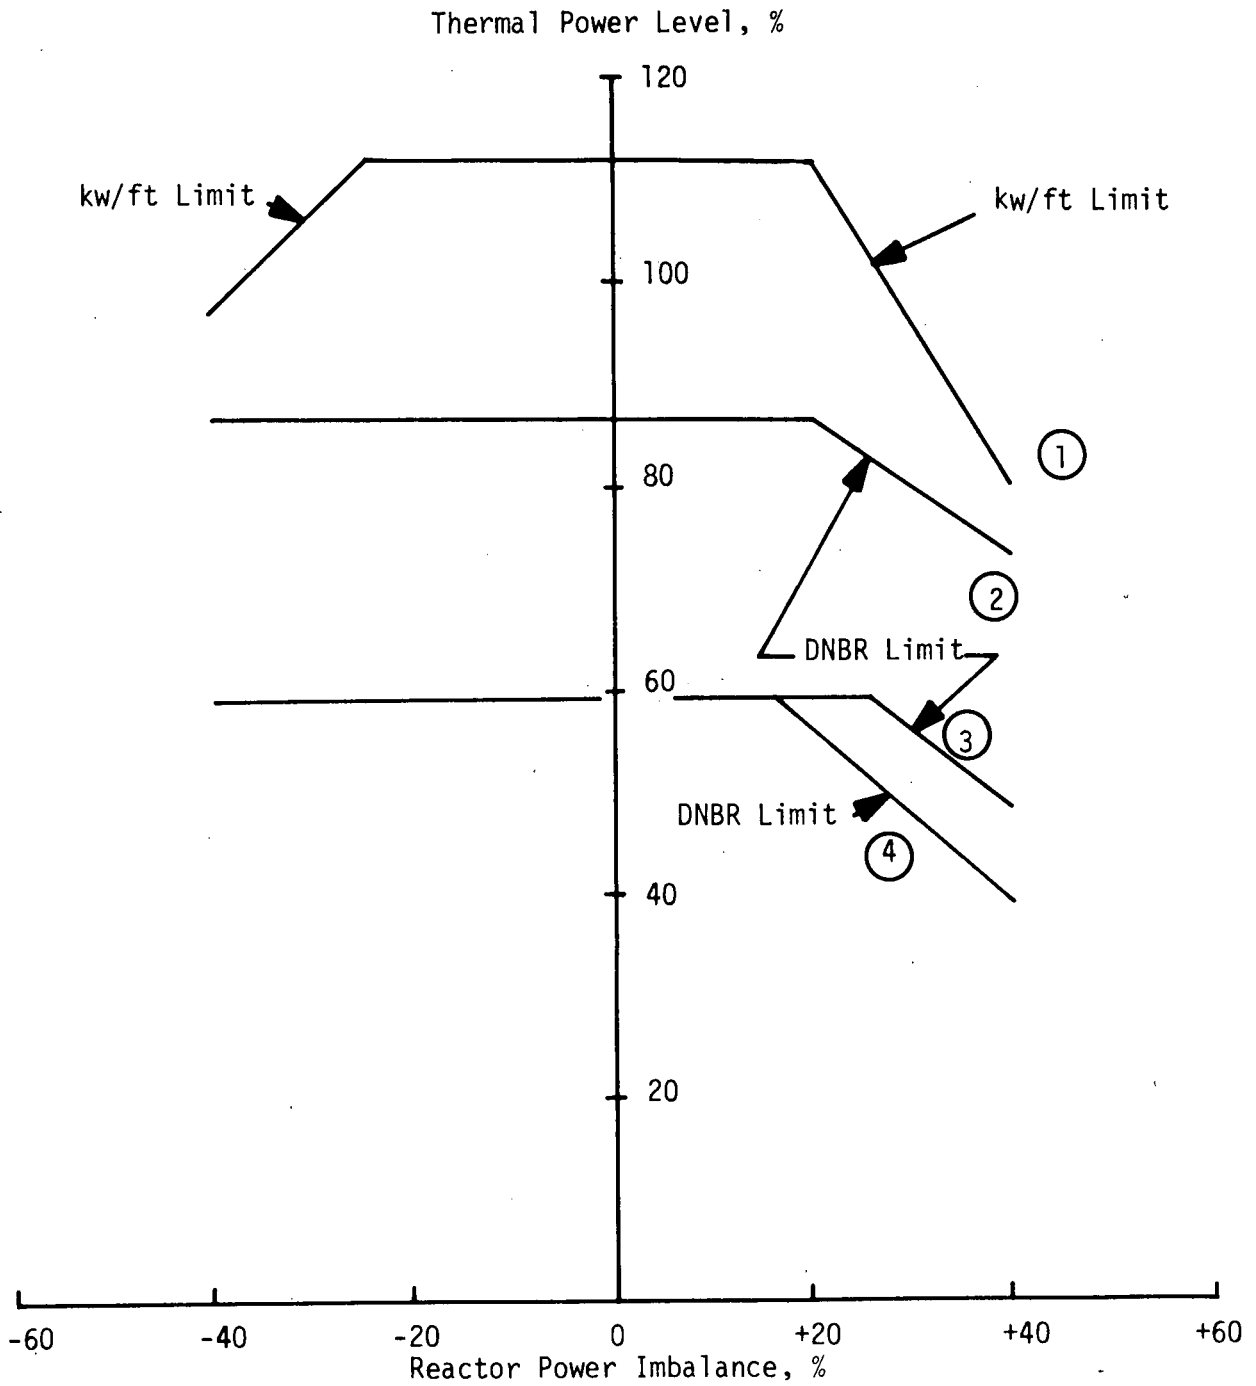 Thermal Power Level, %
120
kw/ft Limit
kw/ft Limit
100
1
80
2
DNBR Limit
60
3
DNBR Limit
4
40
20
-60 -40 -20 0 +20 +40 +60
Reactor Power Imbalance, %